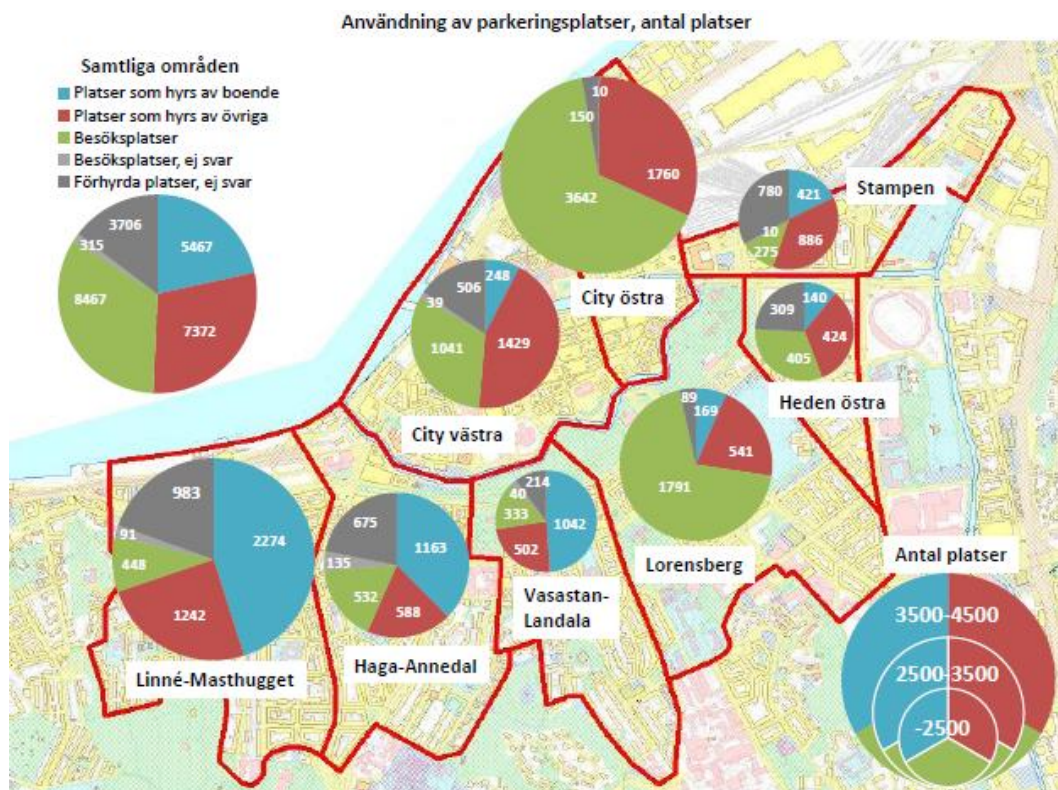 Användning av parkeringsplatser, antal platser
Samtliga områden
Platser som hyrs av boende
Platser som hyrs av övriga
Besöksplatser
Besöksplatser, ej svar
Förhyrda platser, ej svar
3706
5467
315
8467
7372
10
150
1760
3642
City östra
780
421
10
886
275
Stampen
506
248
39
1041
1429
City västra
309
140
424
405
Heden östra
89
169
541
1791
Lorensberg
983
2274
91
448
1242
Linné-Masthugget
675
1163
135
532
588
Haga-Annedal
214
40
333
1042
502
Vasastan-
Landala
Antal platser
3500-4500
2500-3500
-2500